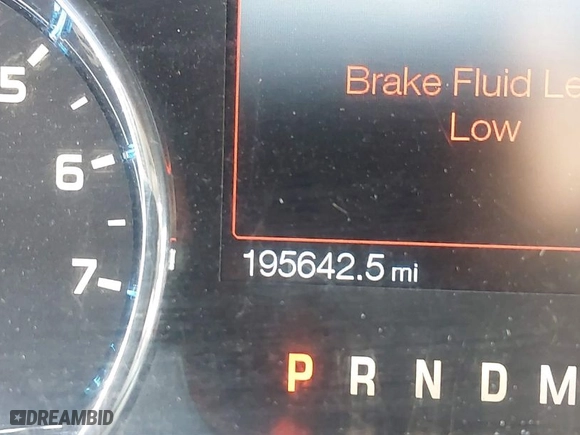 5
6
7
Brake Fluid Le
Low
195642.5 mi
P R N D M
DREAMBID